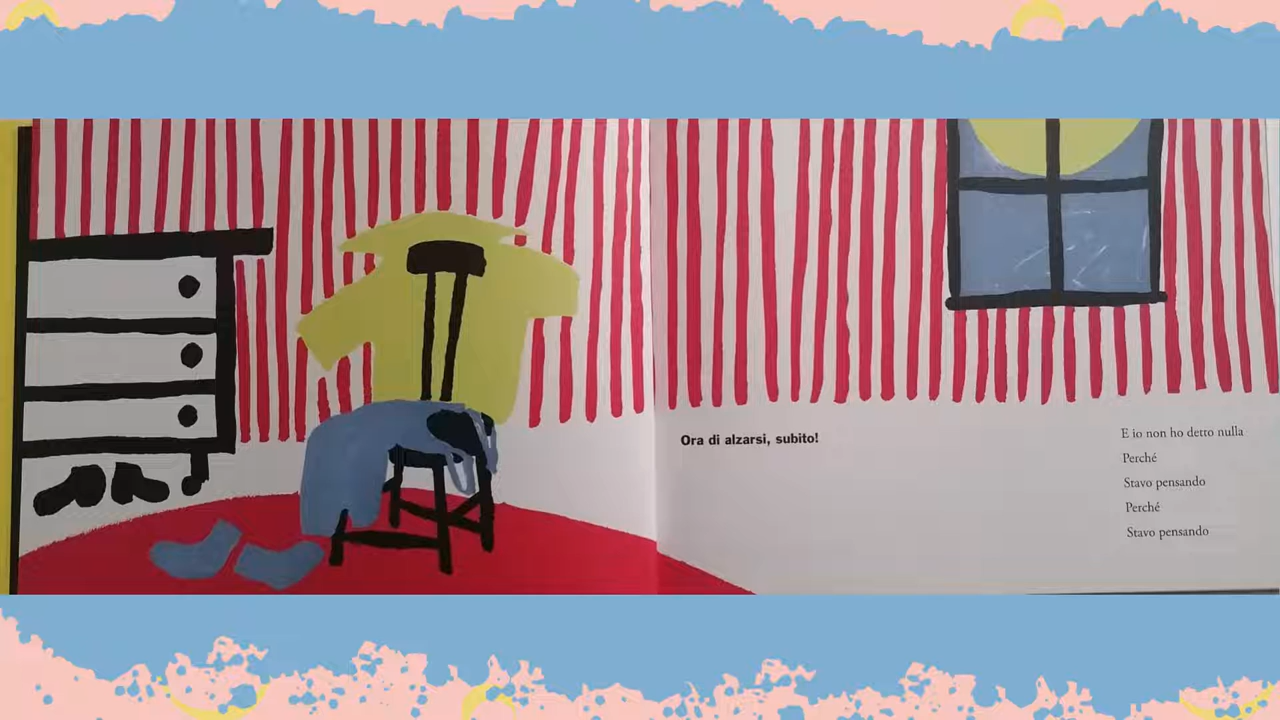 Ora di alzarsi, subito!
E io non ho detto nulla
Perché
Stavo pensando
Perché
Stavo pensando